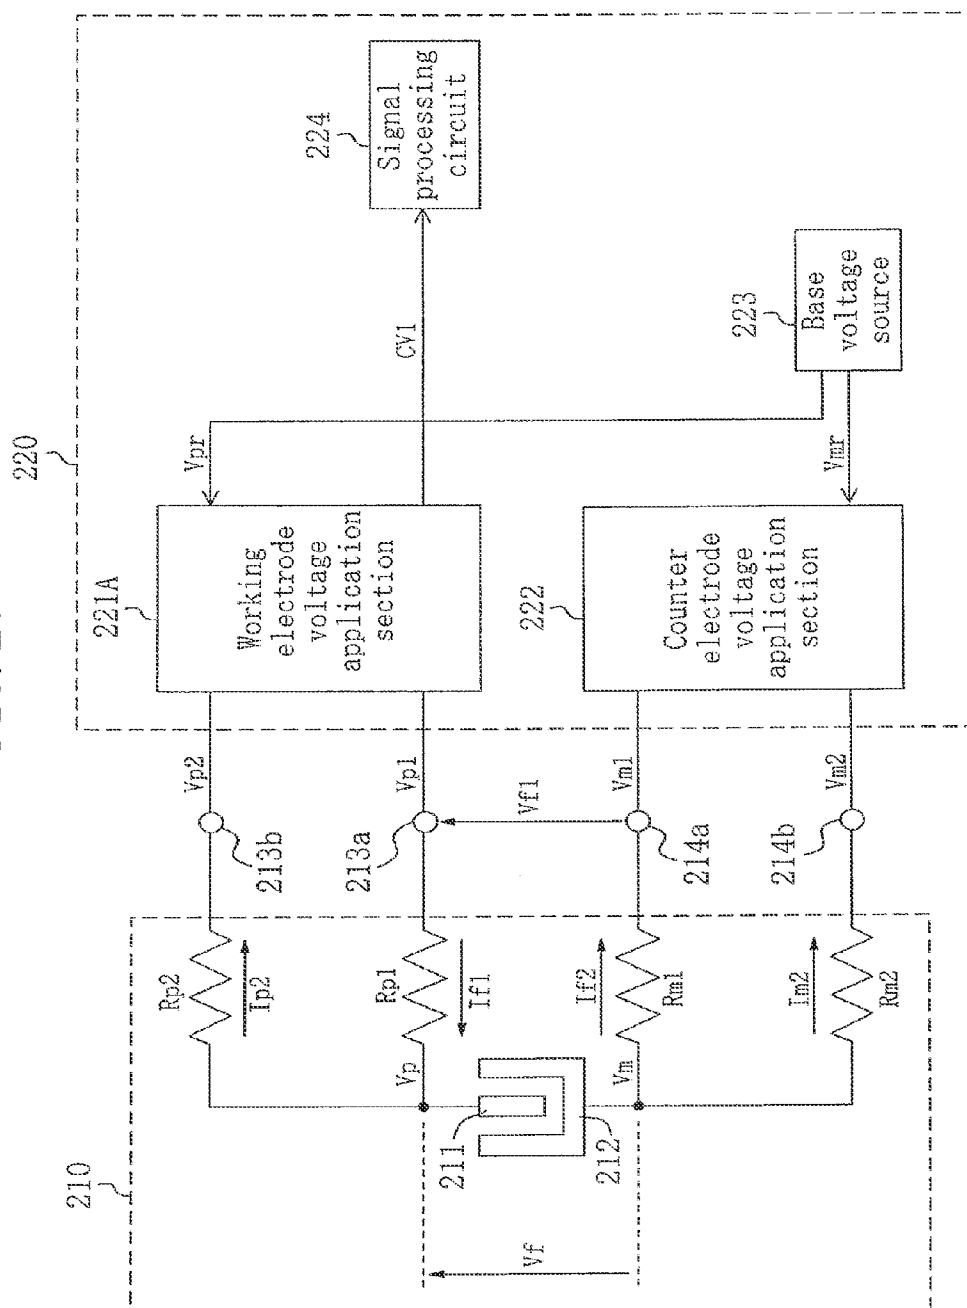 220
224
Signal
processing
circuit
223
Base
voltage
source
CV1
Vpr
Vmr
221A
Working
electrode
voltage
application
section
222
Counter
electrode
voltage
application
section
Vp2
Vp1
Vm1
Vm2
Vf1
213b
213a
214a
214b
210
Rp2
Ip2
Rp1
If1
If2
Rm1
Im2
Rm2
Vp
Vm
211
212
Vf